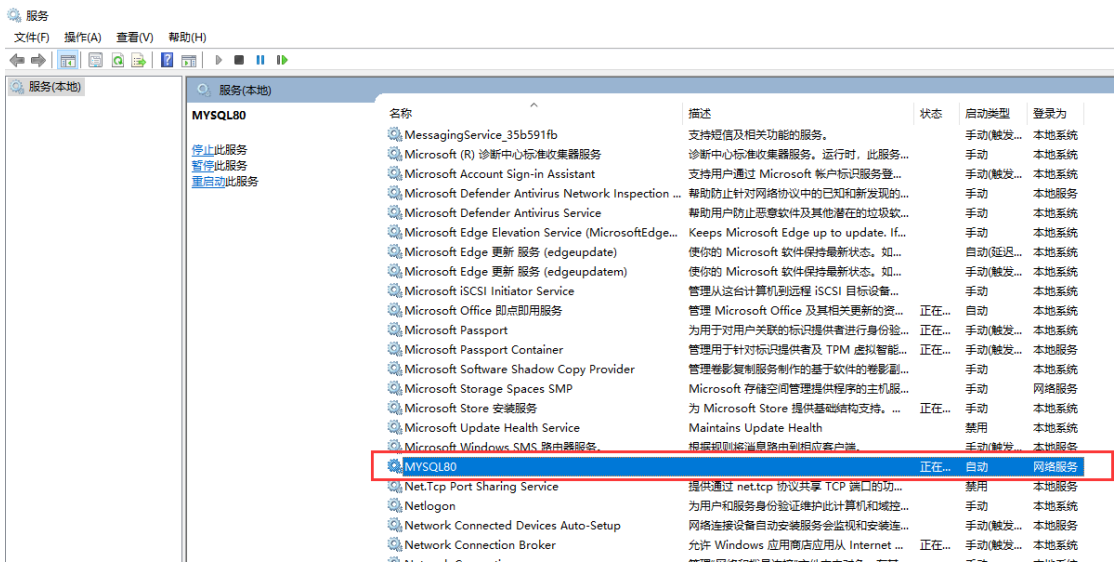 服务
文件(F) 操作(A) 查看(V) 帮助(H)
服务(本地)
服务(本地)
MYSQL80
停止此服务
暂停此服务
重启动此服务
名称 描述 状态 启动类型 登录为
MessagingService_35b591fb 支持短信及相关功能的服务。 手动(触发... 本地系统
Microsoft (R) 诊断中心标准收集器服务 诊断中心标准收集器服务。运行时，此服务... 手动 本地系统
Microsoft Account Sign-in Assistant 支持用户通过 Microsoft 帐户标识服务登... 手动(触发... 本地系统
Microsoft Defender Antivirus Network Inspection ... 帮助防止针对网络协议中的已知和新发现的... 手动 本地服务
Microsoft Defender Antivirus Service 帮助用户防止恶意软件及其他潜在的垃圾软... 手动 本地系统
Microsoft Edge Elevation Service (MicrosoftEdge... Keeps Microsoft Edge up to update. If... 手动 本地系统
Microsoft Edge 更新 服务 (edgeupdate) 使你的 Microsoft 软件保持最新状态。如... 自动(延迟... 本地系统
Microsoft Edge 更新 服务 (edgeupdatem) 使你的 Microsoft 软件保持最新状态。如... 手动(触发... 本地系统
Microsoft iSCSI Initiator Service 管理从这台计算机到远程 iSCSI 目标设备... 手动 本地系统
Microsoft Office 即点即用服务 管理 Microsoft Office 及其相关更新的资... 正在... 自动 本地系统
Microsoft Passport 为用于对用户关联的标识提供者进行身份验... 正在... 手动(触发... 本地系统
Microsoft Passport Container 管理用于针对标识提供者及 TPM 虚拟智能... 正在... 手动(触发... 本地服务
Microsoft Software Shadow Copy Provider 管理卷影复制服务制作的基于软件的卷影副... 手动 本地系统
Microsoft Storage Spaces SMP Microsoft 存储空间管理提供程序的主机服... 手动 网络服务
Microsoft Store 安装服务 为 Microsoft Store 提供基础结构支持。... 正在... 手动 本地系统
Microsoft Update Health Service Maintains Update Health 禁用 本地系统
Microsoft Windows SMS 路由器服务。 根据规则将消息路由到相应客户端。 手动(触发... 本地服务
MYSQL80 正在... 自动 网络服务
Net.Tcp Port Sharing Service 提供通过 net.tcp 协议共享 TCP 端口的功... 禁用 本地服务
Netlogon 为用户和服务身份验证维护此计算机和域控... 手动 本地系统
Network Connected Devices Auto-Setup 网络连接设备自动安装服务会监视和安装连... 手动(触发... 本地服务
Network Connection Broker 允许 Windows 应用商店应用从 Internet ... 正在... 手动(触发... 本地系统